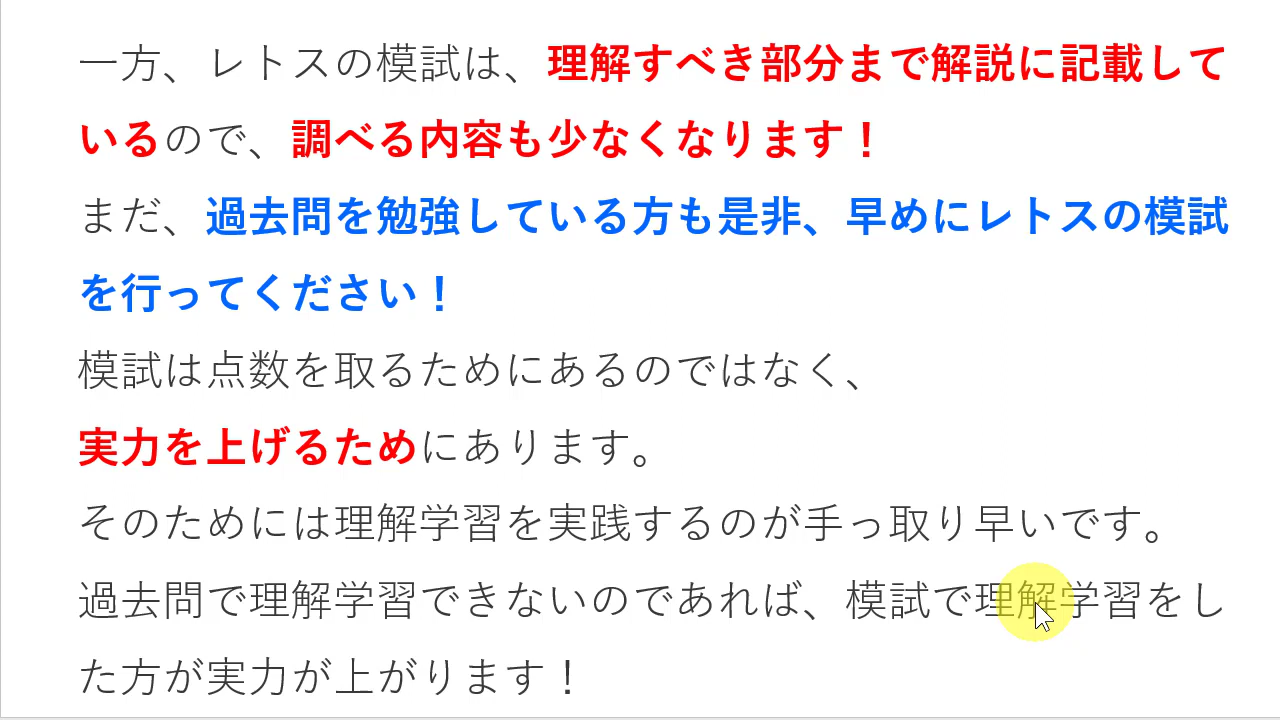 一方、レトスの模試は、理解すべき部分まで解説に記載して
いるので、調べる内容も少なくなります！
まだ、過去問を勉強している方も是非、早めにレトスの模試
を行ってください！
模試は点数を取るためにあるのではなく、
実力を上げるためにあります。
そのためには理解学習を実践するのが手っ取り早いです。
過去問で理解学習できないのであれば、模試で理解学習をし
た方が実力が上がります！